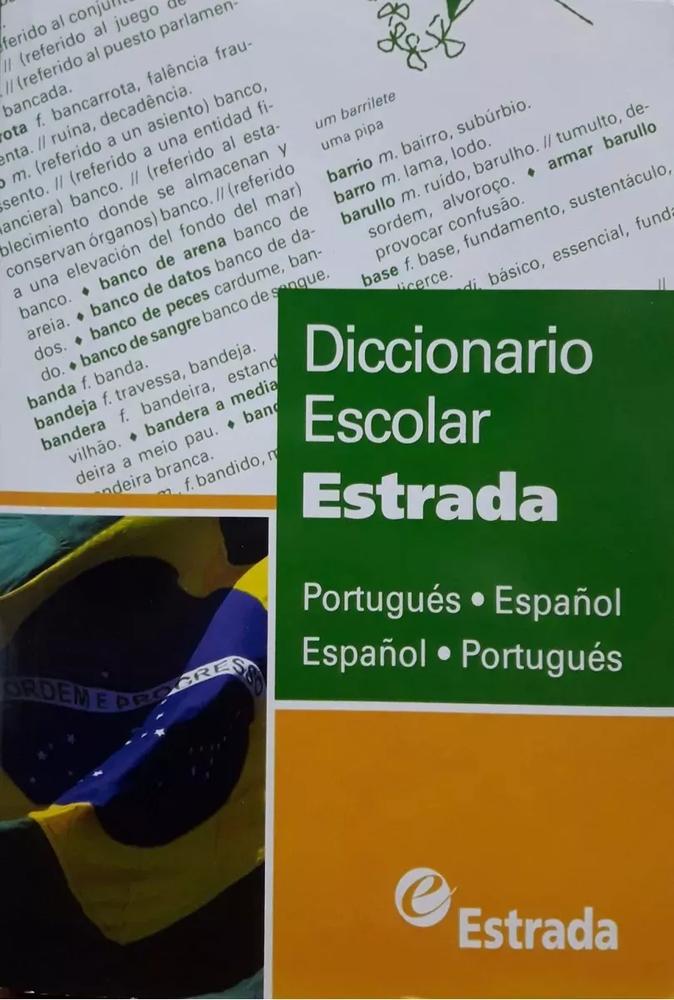 ferido al conjun
// (referido al juego de
// (referido al puesto parlamen-
bancada.
rota f. bancarrota, falência frau-
enta. // ruina, decadência.
o m. (referido a un asiento) banco,
ssento. // (referido a una entidad fi-
anciera) banco. // (referido al esta-
blecimiento donde se almacenan y
conservan órganos) banco. // (referido
a una elevación del fondo del mar)
banco. ♦ banco de arena banco de
areia. ♦ banco de datos banco de da-
dos. ♦ banco de peces cardume, ban-
do. ♦ banco de sangre banco de sangue.
banda f. banda.
bandeja f. travessa, bandeja.
bandera f. bandeira, estand
vilhão. ♦ bandera a media
deira a meio pau. ♦ band
ndeira branca.
m., f. bandido,
um barrilete
uma pipa
barrio m. bairro, subúrbio.
barro m. lama, lodo.
barullo m. ruído, barulho. // tumulto, de-
sordem, alvoroço. ♦ armar barullo
provocar confusão.
base f. base, fundamento, sustentáculo,
licerce.
di. básico, essencial, funda
//
Diccionario
Escolar
Estrada
Portugués • Español
Español • Portugués
ORDEM E PROGRESSO
e Estrada